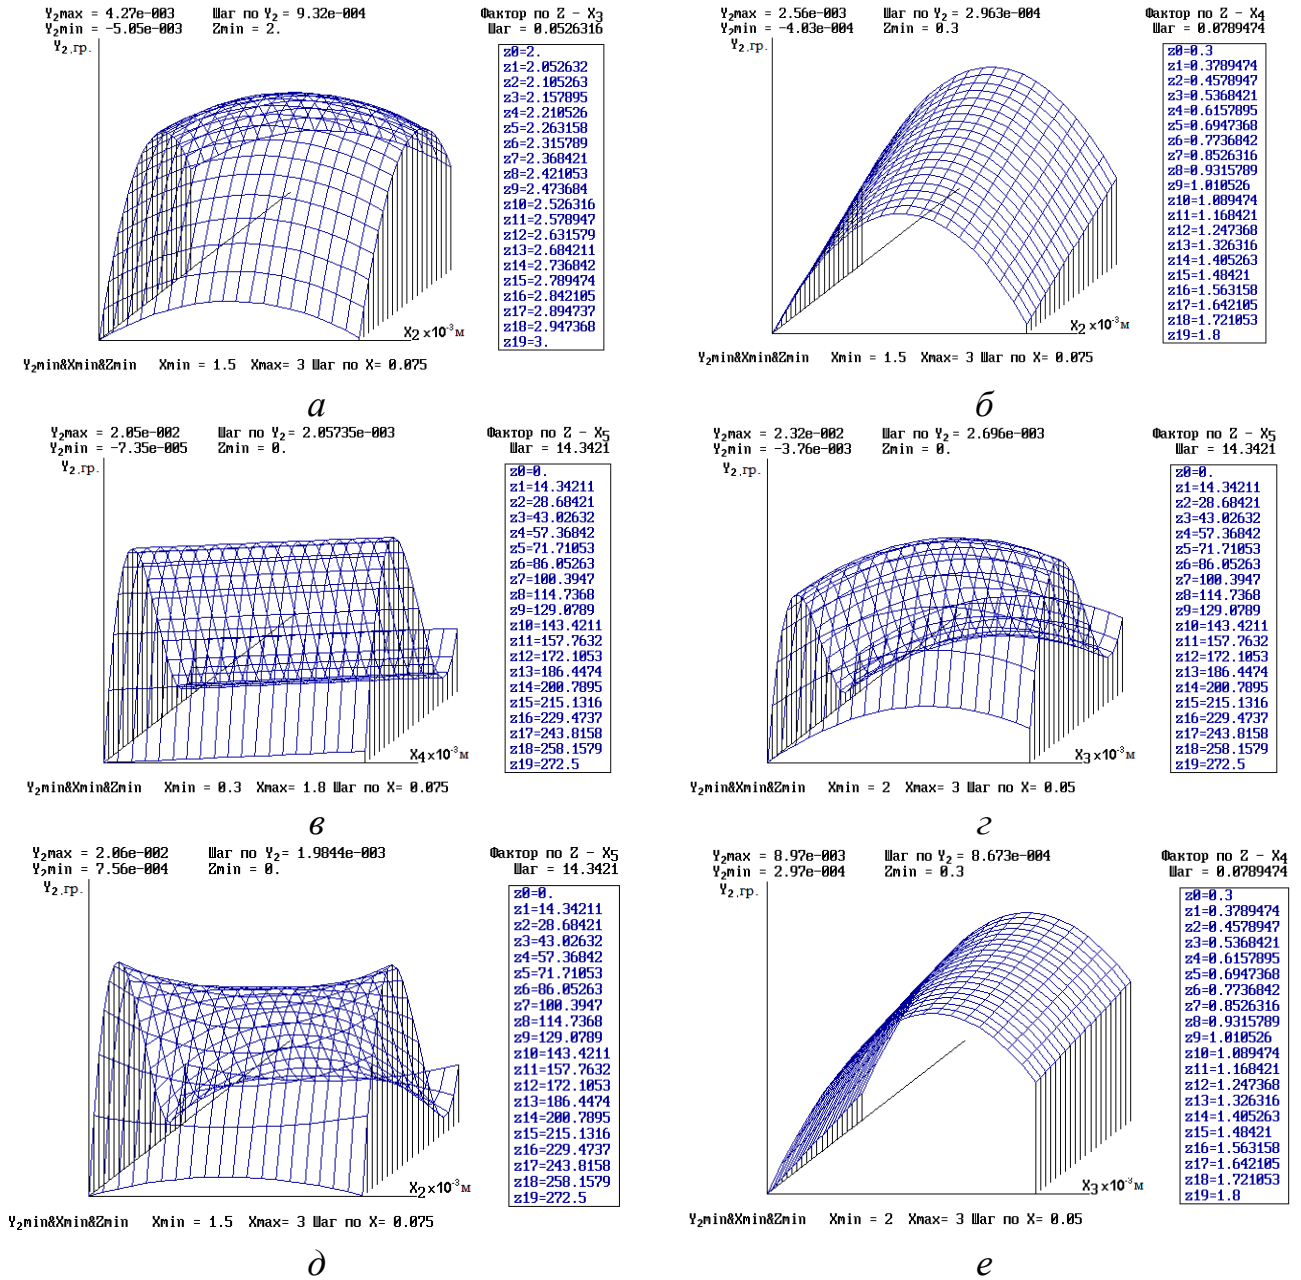 Y2max = 4.27e-003 Шаг по Y2= 9.32e-004 Фактор по Z - X3
Y2min = -5.05e-003 Zmin = 2. Шаг = 0.0526316
Y2,гр.
z0=2.
z1=2.052632
z2=2.105263
z3=2.157895
z4=2.210526
z5=2.263158
z6=2.315789
z7=2.368421
z8=2.421053
z9=2.473684
z10=2.526316
z11=2.578947
z12=2.631579
z13=2.684211
z14=2.736842
z15=2.789474
z16=2.842105
z17=2.894737
z18=2.947368
z19=3.
X2 x10-3 м
Y2min&Xmin&Zmin Xmin = 1.5 Xmax= 3 Шаг по X= 0.075
а
Y2max = 2.56e-003 Шаг по Y2= 2.963e-004 Фактор по Z - X4
Y2min = -4.03e-004 Zmin = 0.3 Шаг = 0.0789474
Y2,гр.
z0=0.3
z1=0.3789474
z2=0.4578947
z3=0.5368421
z4=0.6157895
z5=0.6947368
z6=0.7736842
z7=0.8526316
z8=0.9315789
z9=1.010526
z10=1.089474
z11=1.168421
z12=1.247368
z13=1.326316
z14=1.405263
z15=1.48421
z16=1.563158
z17=1.642105
z18=1.721053
z19=1.8
X2 x10-3 м
Y2min&Xmin&Zmin Xmin = 1.5 Xmax= 3 Шаг по X= 0.075
б
Y2max = 2.05e-002 Шаг по Y2= 2.05735e-003 Фактор по Z - X5
Y2min = -7.35e-005 Zmin = 0. Шаг = 14.3421
Y2,гр.
z0=0.
z1=14.34211
z2=28.68421
z3=43.02632
z4=57.36842
z5=71.71053
z6=86.05263
z7=100.3947
z8=114.7368
z9=129.0789
z10=143.4211
z11=157.7632
z12=172.1053
z13=186.4474
z14=200.7895
z15=215.1316
z16=229.4737
z17=243.8158
z18=258.1579
z19=272.5
X4 x10-3 м
Y2min&Xmin&Zmin Xmin = 0.3 Xmax= 1.8 Шаг по X= 0.075
в
Y2max = 2.32e-002 Шаг по Y2= 2.696e-003 Фактор по Z - X5
Y2min = -3.76e-003 Zmin = 0. Шаг = 14.3421
Y2,гр.
z0=0.
z1=14.34211
z2=28.68421
z3=43.02632
z4=57.36842
z5=71.71053
z6=86.05263
z7=100.3947
z8=114.7368
z9=129.0789
z10=143.4211
z11=157.7632
z12=172.1053
z13=186.4474
z14=200.7895
z15=215.1316
z16=229.4737
z17=243.8158
z18=258.1579
z19=272.5
X3 x10-3 м
Y2min&Xmin&Zmin Xmin = 2 Xmax= 3 Шаг по X= 0.05
г
Y2max = 2.06e-002 Шаг по Y2= 1.9844e-003 Фактор по Z - X5
Y2min = 7.56e-004 Zmin = 0. Шаг = 14.3421
Y2,гр.
z0=0.
z1=14.34211
z2=28.68421
z3=43.02632
z4=57.36842
z5=71.71053
z6=86.05263
z7=100.3947
z8=114.7368
z9=129.0789
z10=143.4211
z11=157.7632
z12=172.1053
z13=186.4474
z14=200.7895
z15=215.1316
z16=229.4737
z17=243.8158
z18=258.1579
z19=272.5
X2 x10-3 м
Y2min&Xmin&Zmin Xmin = 1.5 Xmax= 3 Шаг по X= 0.075
д
Y2max = 8.97e-003 Шаг по Y2= 8.673e-004 Фактор по Z - X4
Y2min = 2.97e-004 Zmin = 0.3 Шаг = 0.0789474
Y2,гр.
z0=0.3
z1=0.3789474
z2=0.4578947
z3=0.5368421
z4=0.6157895
z5=0.6947368
z6=0.7736842
z7=0.8526316
z8=0.9315789
z9=1.010526
z10=1.089474
z11=1.168421
z12=1.247368
z13=1.326316
z14=1.405263
z15=1.48421
z16=1.563158
z17=1.642105
z18=1.721053
z19=1.8
X3 x10-3 м
Y2min&Xmin&Zmin Xmin = 2 Xmax= 3 Шаг по X= 0.05
е